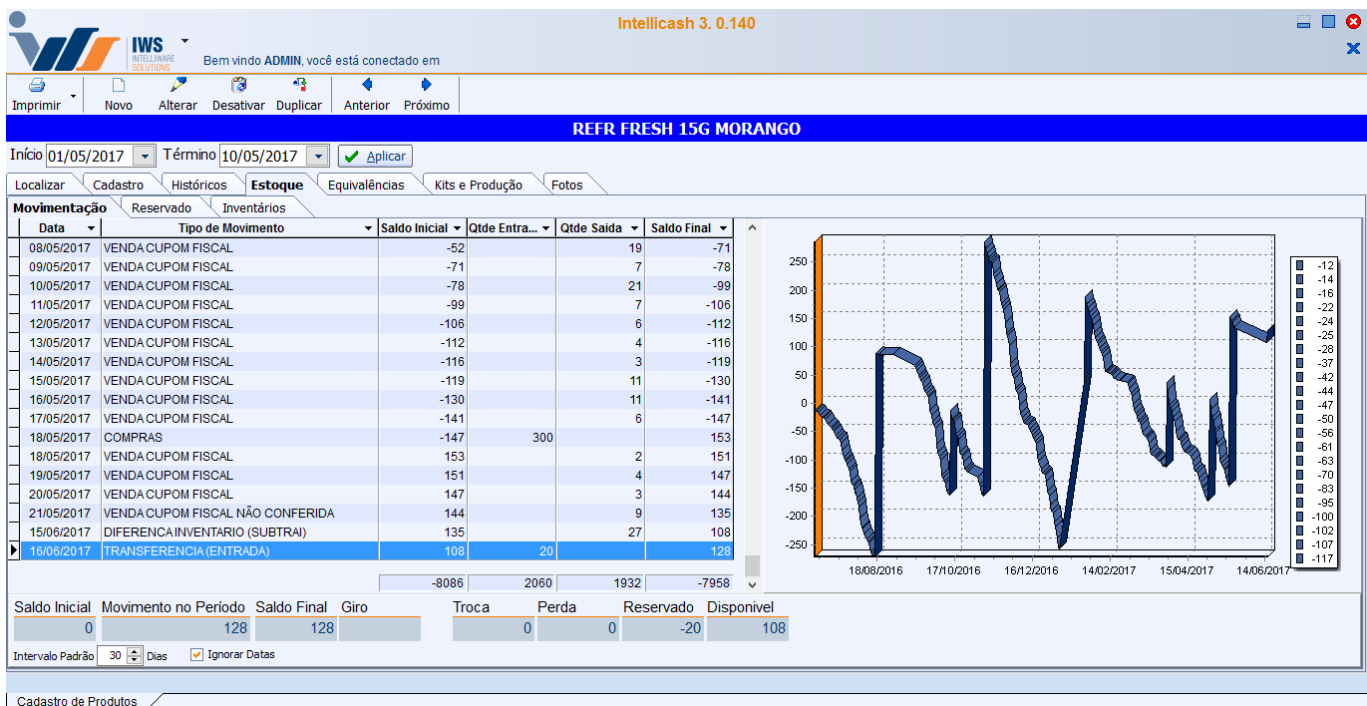 Intellicash 3. 0.140
IWS
INTELLIWARE
SOLUTIONS
Bem vindo ADMIN, você está conectado em
Imprimir Novo Alterar Desativar Duplicar Anterior Próximo
REFR FRESH 15G MORANGO
Início 01/05/2017 Término 10/05/2017 Aplicar
Localizar Cadastro Históricos Estoque Equivalências Kits e Produção Fotos
Movimentação Reservado Inventários
Data Tipo de Movimento Saldo Inicial Qtde Entra... Qtde Saida Saldo Final
08/05/2017 VENDA CUPOM FISCAL -52 19 -71
09/05/2017 VENDA CUPOM FISCAL -71 7 -78
10/05/2017 VENDA CUPOM FISCAL -78 21 -99
11/05/2017 VENDA CUPOM FISCAL -99 7 -106
12/05/2017 VENDA CUPOM FISCAL -106 6 -112
13/05/2017 VENDA CUPOM FISCAL -112 4 -116
14/05/2017 VENDA CUPOM FISCAL -116 3 -119
15/05/2017 VENDA CUPOM FISCAL -119 11 -130
16/05/2017 VENDA CUPOM FISCAL -130 11 -141
17/05/2017 VENDA CUPOM FISCAL -141 6 -147
18/05/2017 COMPRAS -147 300 153
18/05/2017 VENDA CUPOM FISCAL 153 2 151
19/05/2017 VENDA CUPOM FISCAL 151 4 147
20/05/2017 VENDA CUPOM FISCAL 147 3 144
21/05/2017 VENDA CUPOM FISCAL NÃO CONFERIDA 144 9 135
15/06/2017 DIFERENCA INVENTARIO (SUBTRAI) 135 27 108
16/06/2017 TRANSFERENCIA (ENTRADA) 108 20 128
-8086 2060 1932 -7958
250
200
150
100
50
0
-50
-100
-150
-200
-250
18/08/2016 17/10/2016 16/12/2016 14/02/2017 15/04/2017 14/06/2017
-12
-14
-16
-22
-24
-25
-28
-37
-42
-44
-47
-50
-56
-61
-63
-70
-83
-95
-100
-102
-107
-117
Saldo Inicial Movimento no Período Saldo Final Giro Troca Perda Reservado Disponivel
0 128 128 0 0 -20 108
Intervalo Padrão 30 Dias Ignorar Datas
Cadastro de Produtos